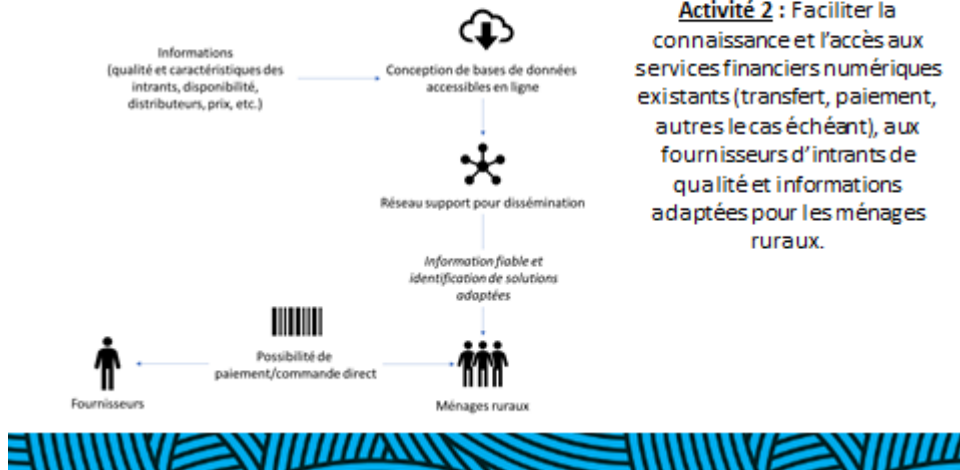 Informations
(qualité et caractéristiques des
intrants, disponibilité,
distributeurs, prix, etc.)
Conception de bases de données
accessibles en ligne
Réseau support pour dissémination
Information fiable et
identification de solutions
adaptées
Possibilité de
paiement/commande direct
Fournisseurs
Ménages ruraux
Activité 2 : Faciliter la
connaissance et l'accès aux
services financiers numériques
existants (transfert, paiement,
autres le cas échéant), aux
fournisseurs d'intrants de
qualité et informations
adaptées pour les ménages
ruraux.